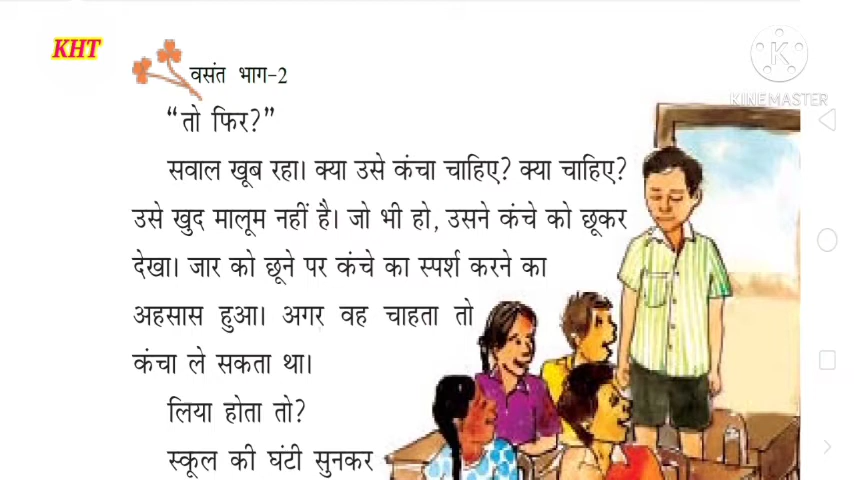 KHT
वसंत भाग-2
K
KINEMASTER
“तो फिर?”
सवाल खूब रहा। क्या उसे कंचा चाहिए? क्या चाहिए?
उसे खुद मालूम नहीं है। जो भी हो, उसने कंचे को छूकर
देखा। जार को छूने पर कंचे का स्पर्श करने का
अहसास हुआ। अगर वह चाहता तो
कंचा ले सकता था।
लिया होता तो?
स्कूल की घंटी सुनकर